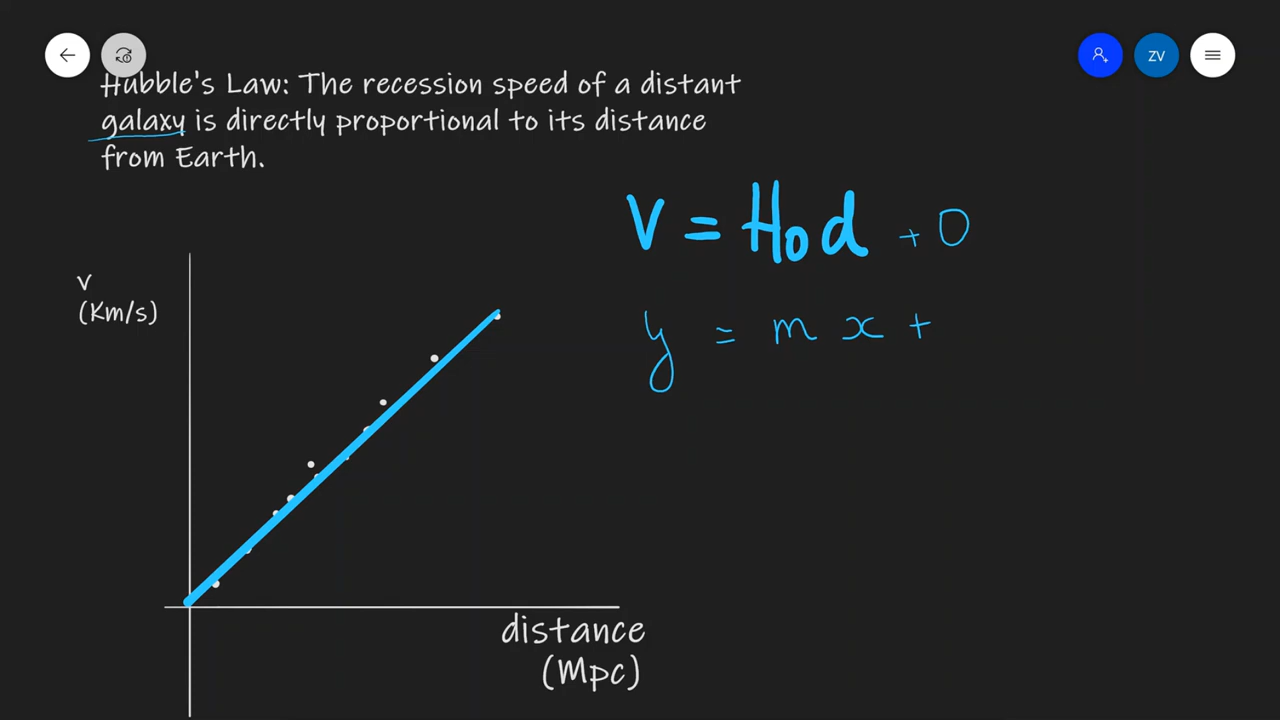 ZV
Hubble's Law: The recession speed of a distant
galaxy is directly proportional to its distance
from Earth.
V = H₀d + 0
y = m x +
v
(Km/s)
distance
(Mpc)